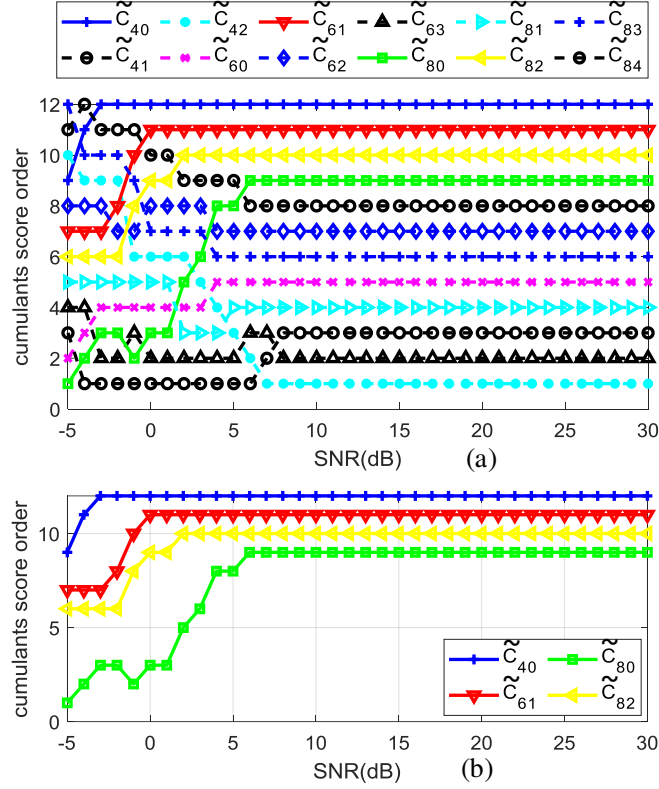 C̃40 C̃42 C̃61 C̃63 C̃81 C̃83
C̃41 C̃60 C̃62 C̃80 C̃82 C̃84
cumulants score order
12
10
8
6
4
2
0
-5 0 5 10 15 20 25 30
SNR(dB) (a)
cumulants score order
10
5
0
C̃40 C̃80
C̃61 C̃82
-5 0 5 10 15 20 25 30
SNR(dB) (b)